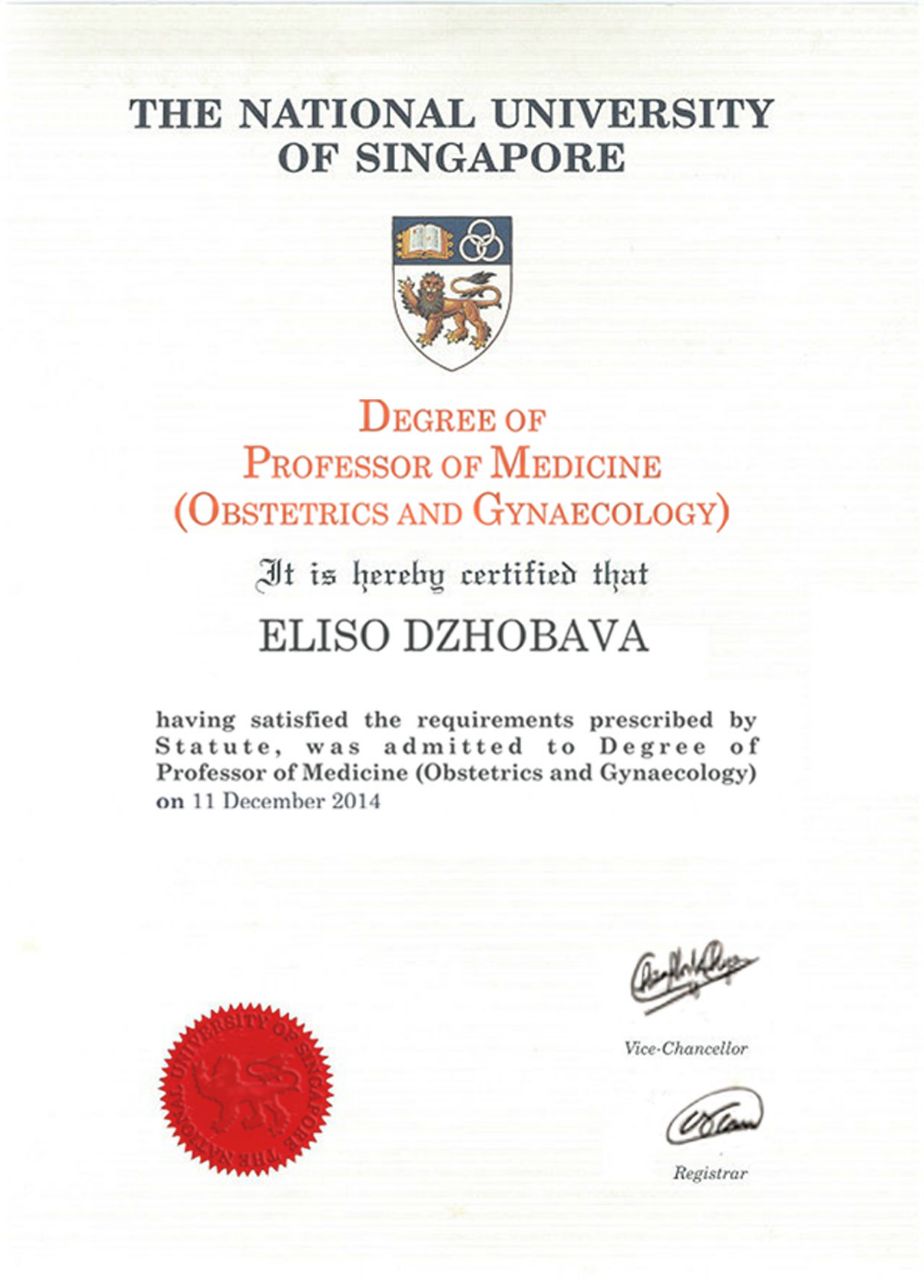 THE NATIONAL UNIVERSITY
OF SINGAPORE
DEGREE OF
PROFESSOR OF MEDICINE
(OBSTETRICS AND GYNAECOLOGY)
It is hereby certified that
ELISO DZHOBAVA
having satisfied the requirements prescribed by
Statute, was admitted to Degree of
Professor of Medicine (Obstetrics and Gynaecology)
on 11 December 2014
Vice-Chancellor
THE NATIONAL UNIVERSITY OF SINGAPORE
Registrar